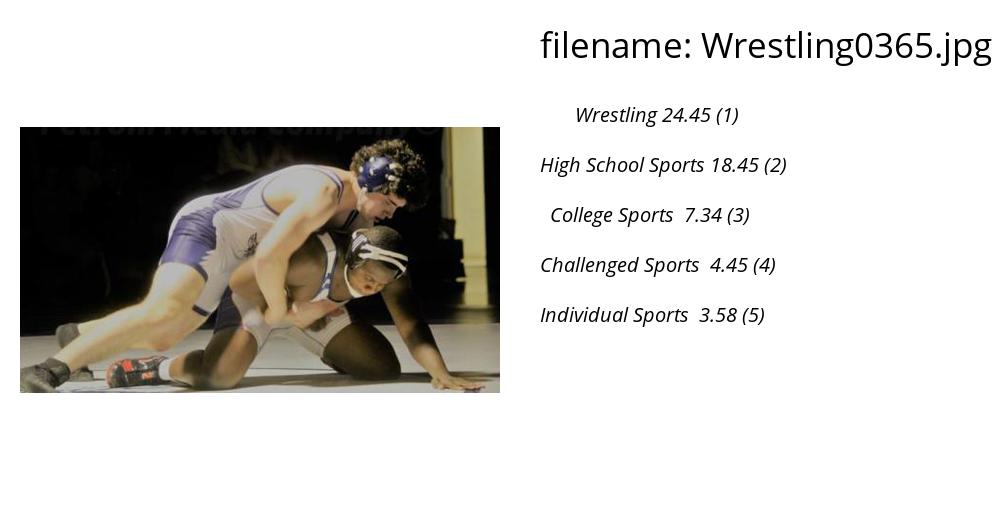 filename: Wrestling0365.jpg
Wrestling 24.45 (1)
High School Sports 18.45 (2)
College Sports 7.34 (3)
Challenged Sports 4.45 (4)
Individual Sports 3.58 (5)